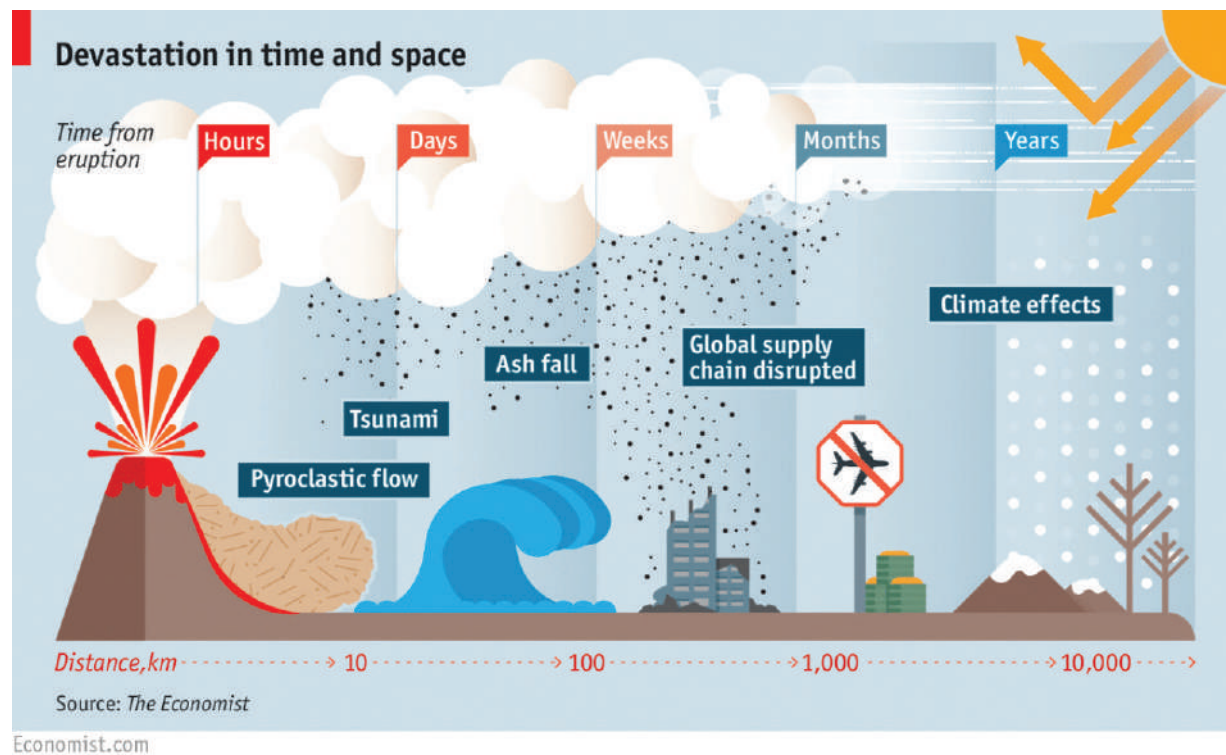 Devastation in time and space
Time from
eruption
Hours
Days
Weeks
Months
Years
Climate effects
Global supply
chain disrupted
Ash fall
Tsunami
Pyroclastic flow
Distance,km 10 100 1,000 10,000
Source: The Economist
Economist.com